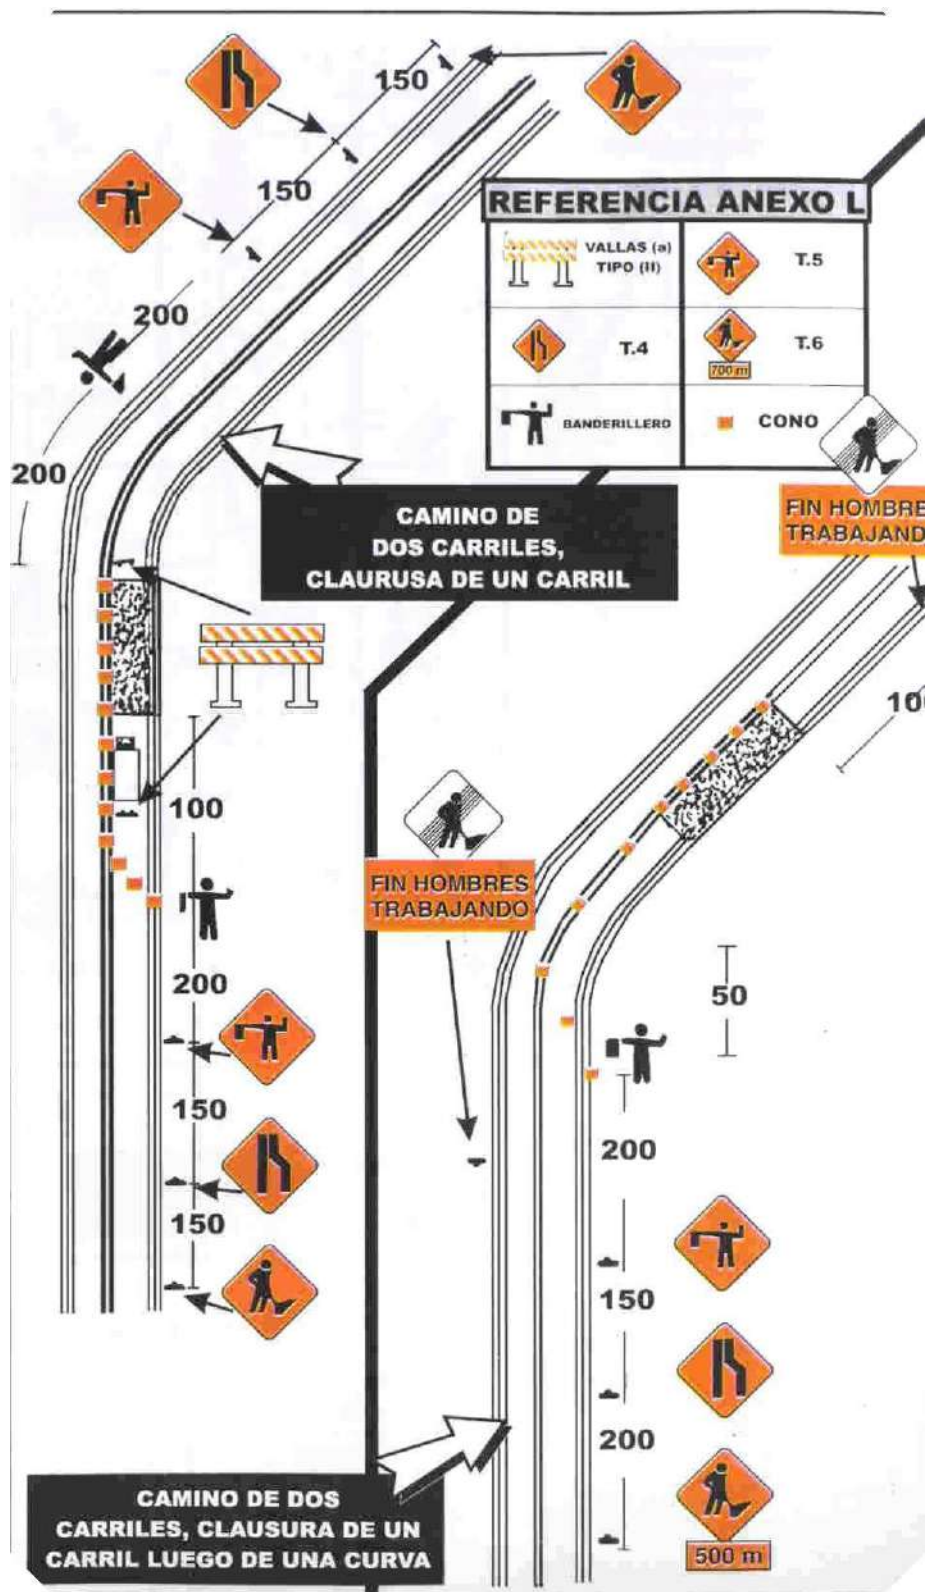 150
150
200
200
REFERENCIA ANEXO L
VALLAS (a)
TIPO (II)
T.5
T.4
T.6
700 m
BANDERILLERO
CONO
CAMINO DE
DOS CARRILES,
CLAURUSA DE UN CARRIL
FIN HOMBRE
TRABAJAND
100
200
150
150
FIN HOMBRES
TRABAJANDO
100
50
200
150
200
500 m
CAMINO DE DOS
CARRILES, CLAUSURA DE UN
CARRIL LUEGO DE UNA CURVA